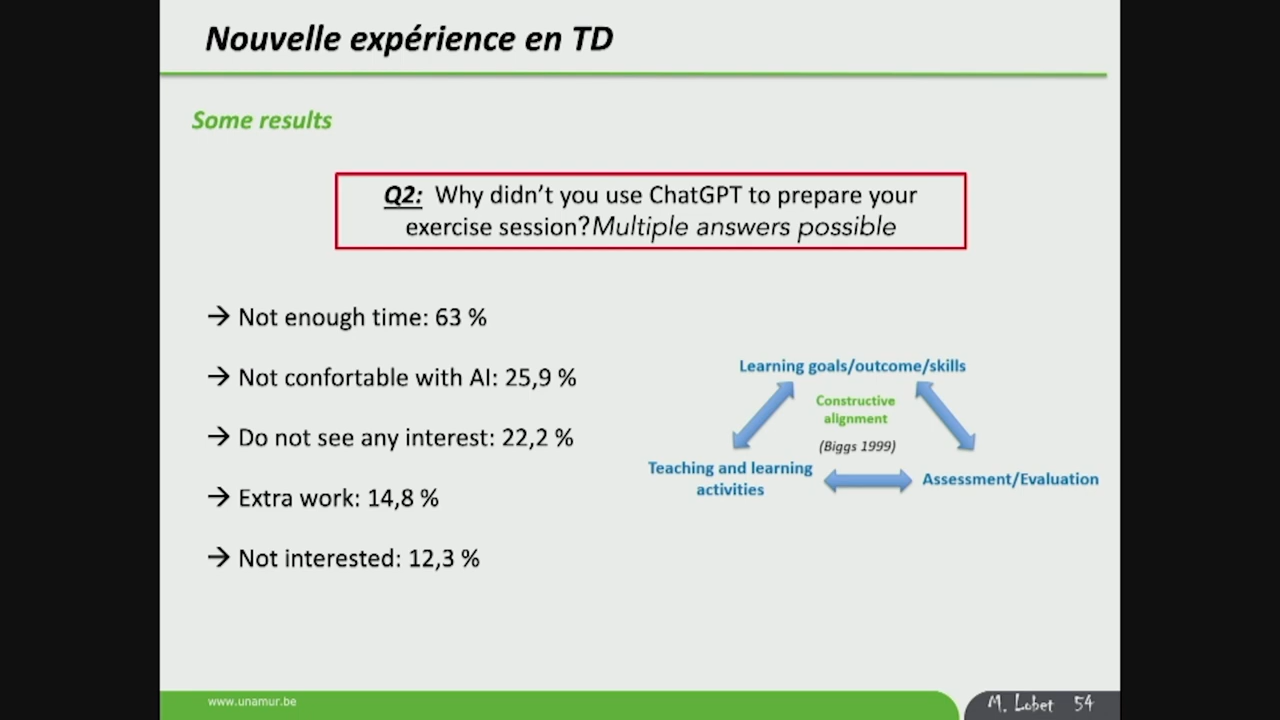 Nouvelle expérience en TD
Some results
Q2: Why didn't you use ChatGPT to prepare your
exercise session?Multiple answers possible
→ Not enough time: 63 %
→ Not confortable with AI: 25,9 %
→ Do not see any interest: 22,2 %
→ Extra work: 14,8 %
→ Not interested: 12,3 %
Learning goals/outcome/skills
Constructive
alignment
(Biggs 1999)
Teaching and learning
activities
Assessment/Evaluation
www.unamur.be
M. Lobet 54